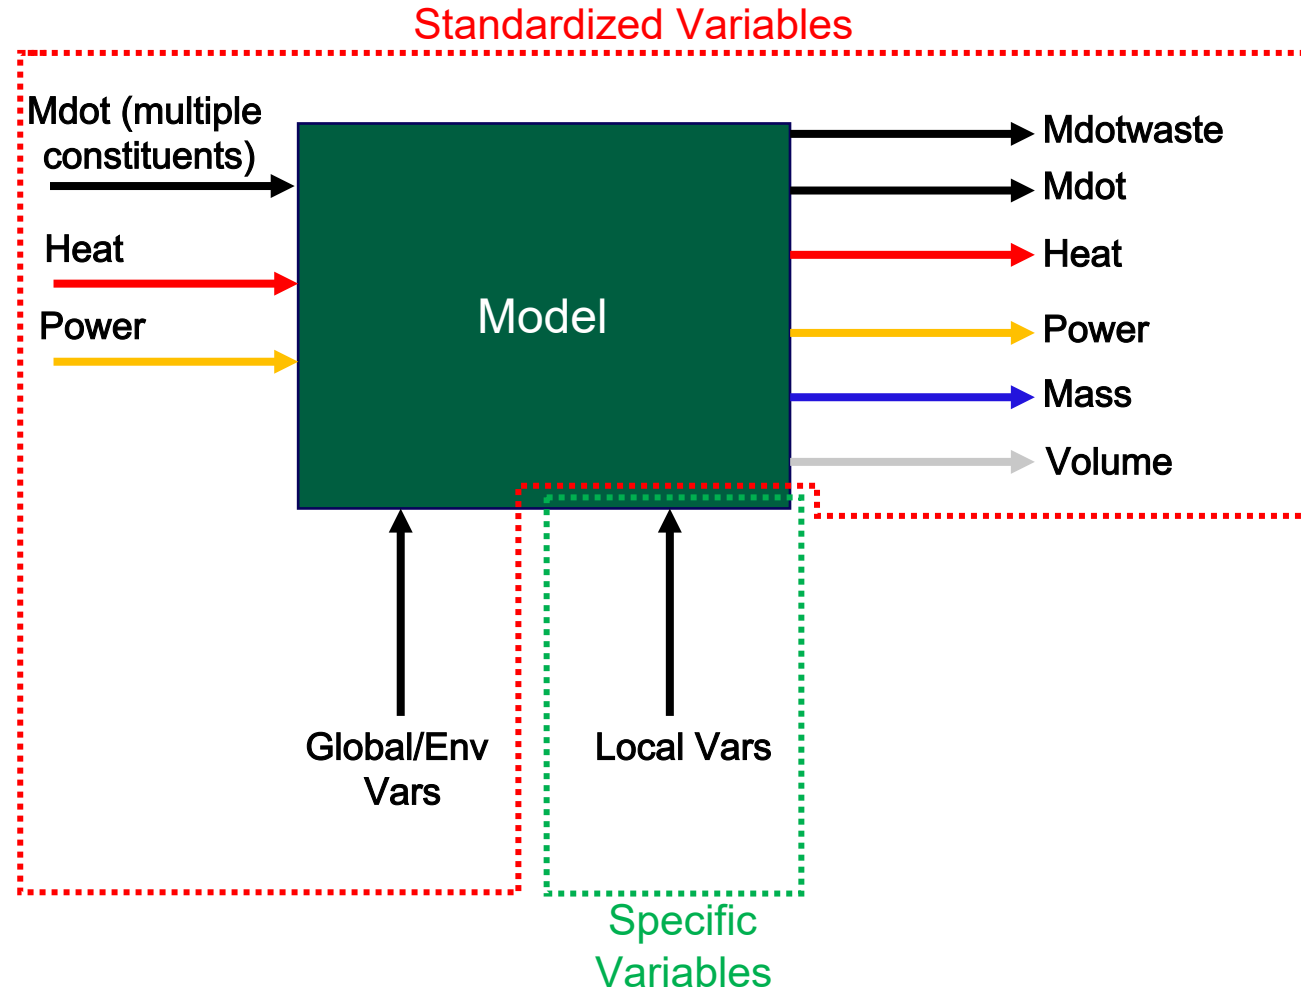 Standardized Variables
Mdot (multiple
constituents)
Heat
Power
Model
Mdotwaste
Mdot
Heat
Power
Mass
Volume
Global/Env
Vars
Local Vars
Specific
Variables